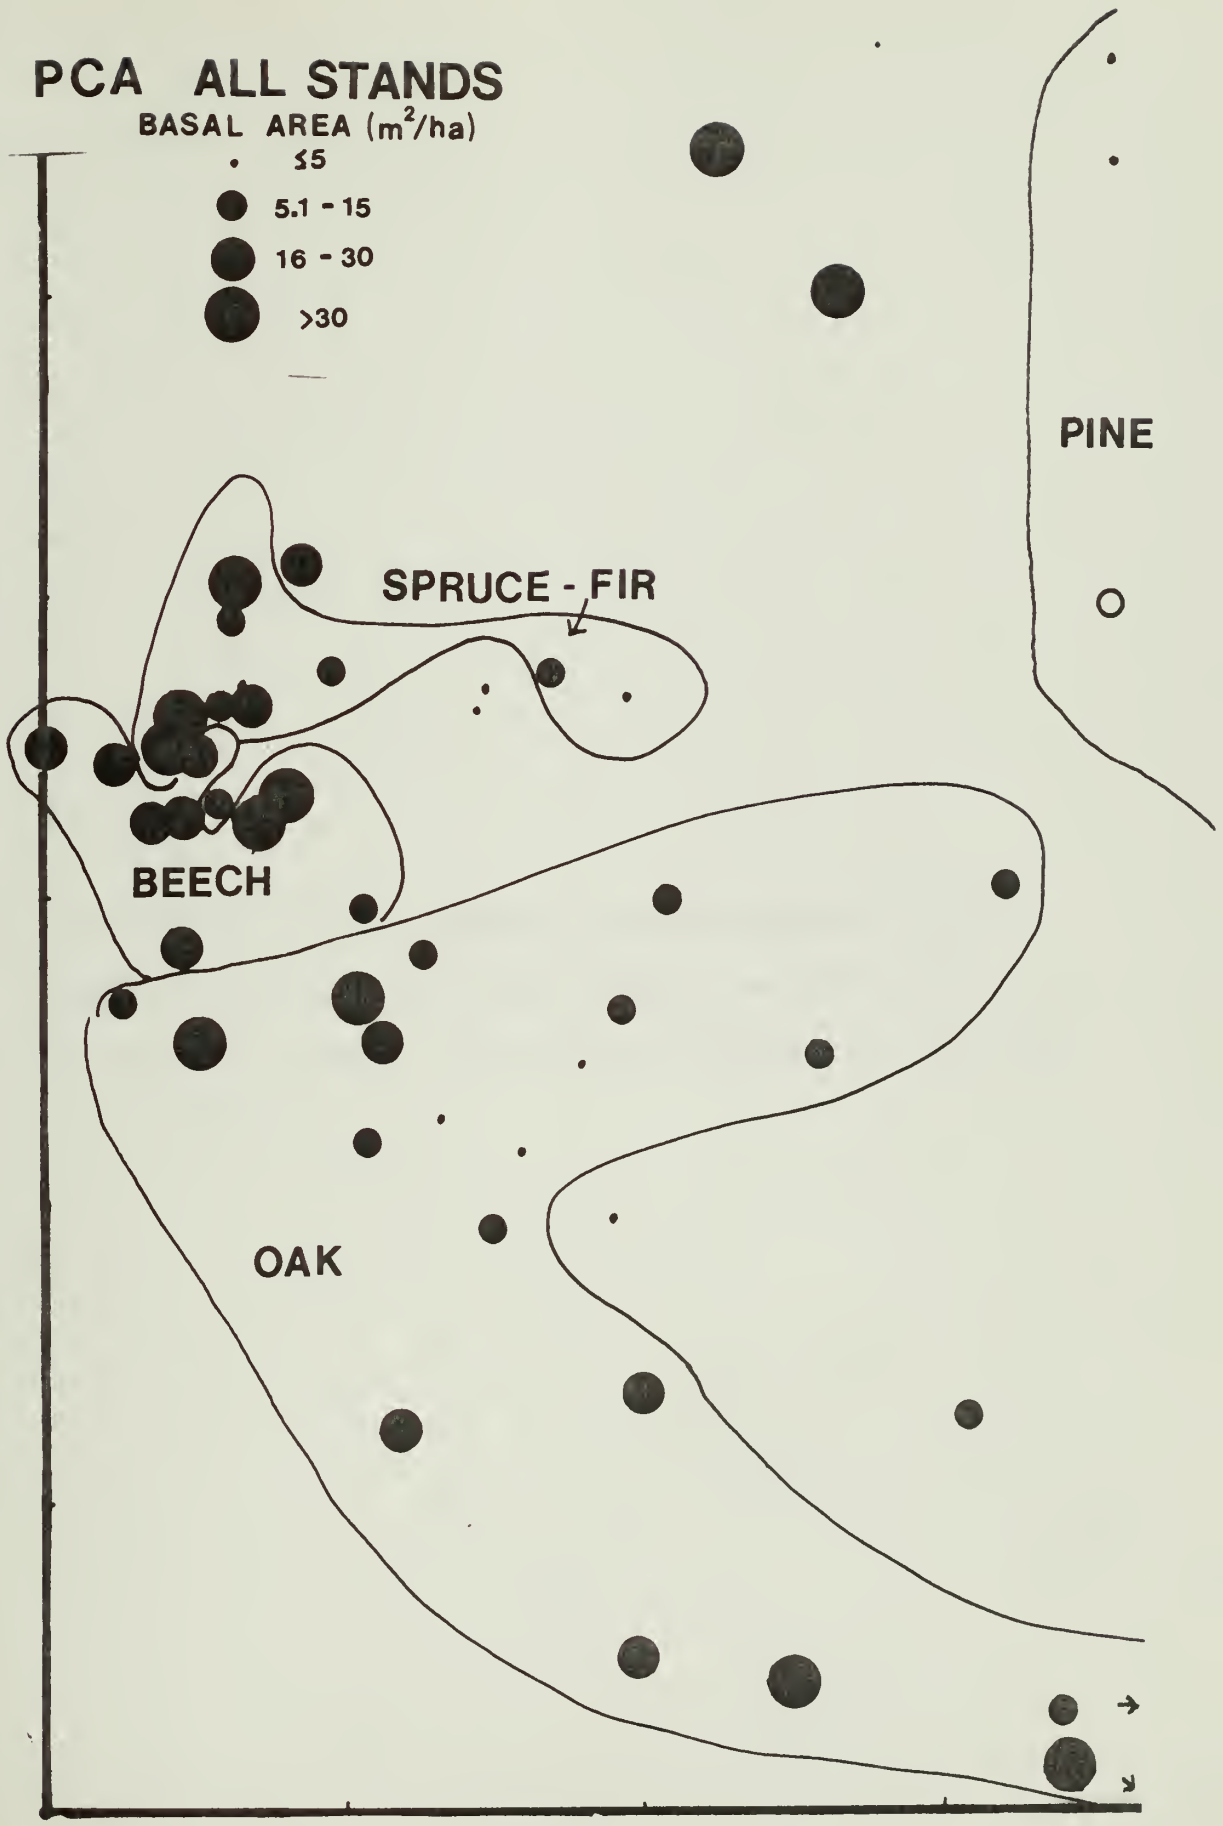 PCA ALL STANDS
BASAL AREA (m²/ha)
≤5
5.1 - 15
16 - 30
>30
PINE
SPRUCE - FIR
BEECH
OAK